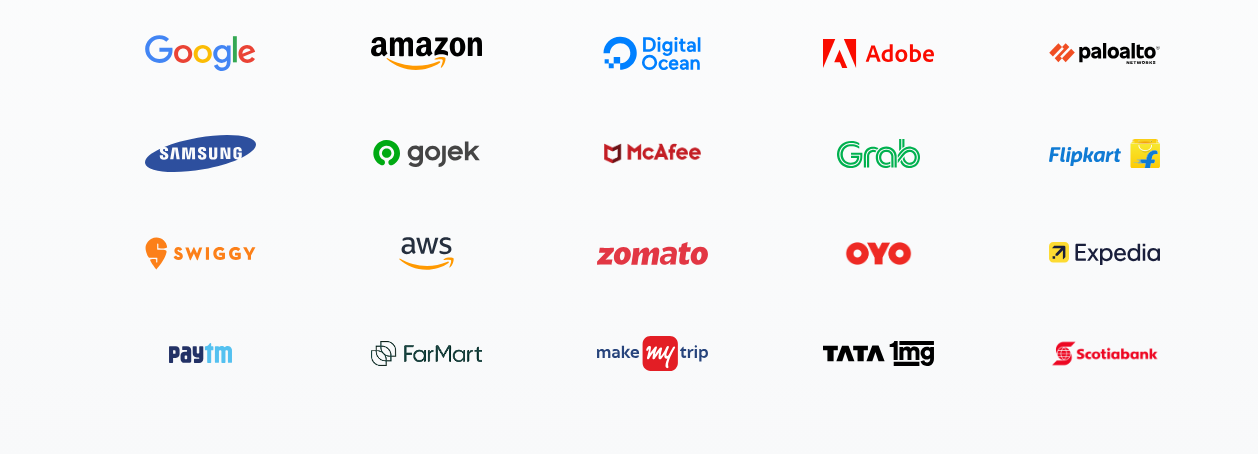 Google
amazon
Digital
Ocean
Adobe
paloalto
NETWORKS
SAMSUNG
gojek
McAfee
Grab
Flipkart
SWIGGY
aws
zomato
OYO
Expedia
paytm
FarMart
make my trip
TATA 1mg
Scotiabank